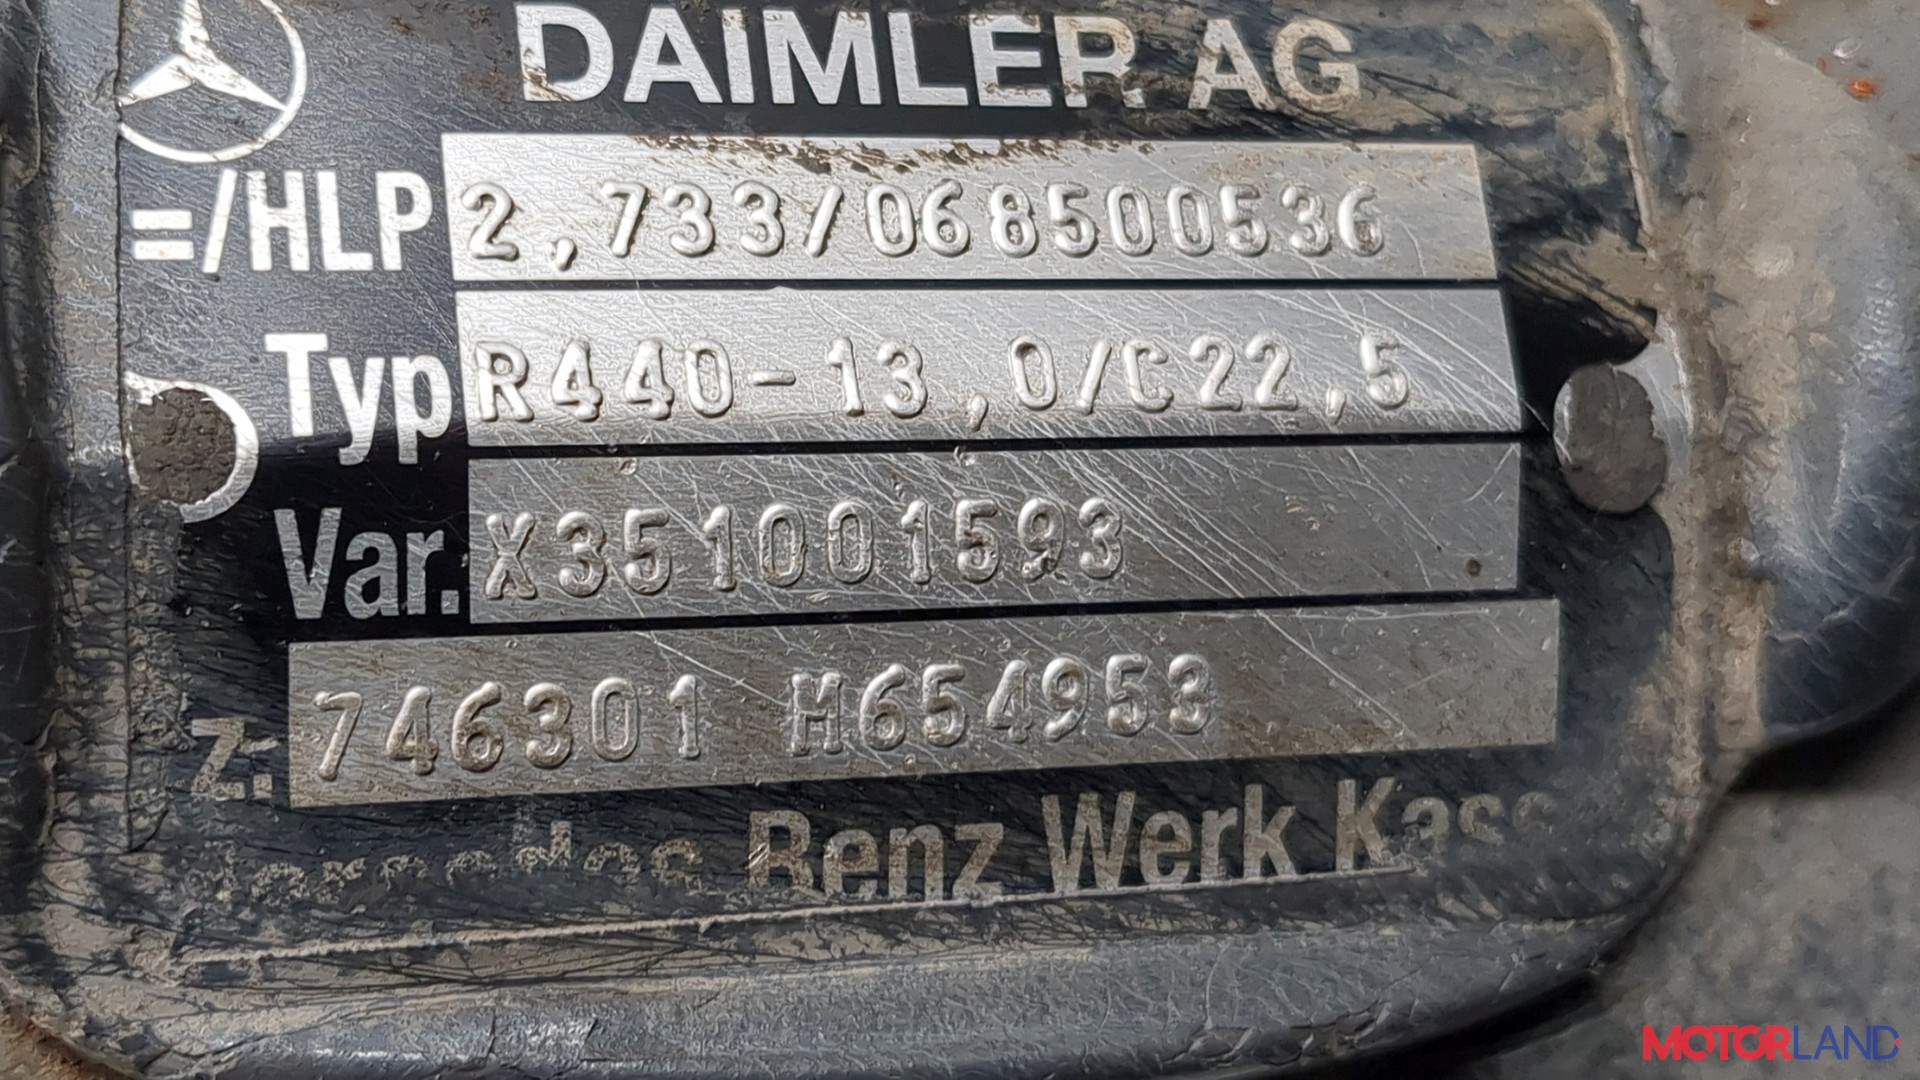 DAIMLER AG
=/HLP 2,733/068500536
Typ R440-13,0/C22,5
Var. X351001593
Z: 746301 M654953
Benz Werk
MOTORLAND